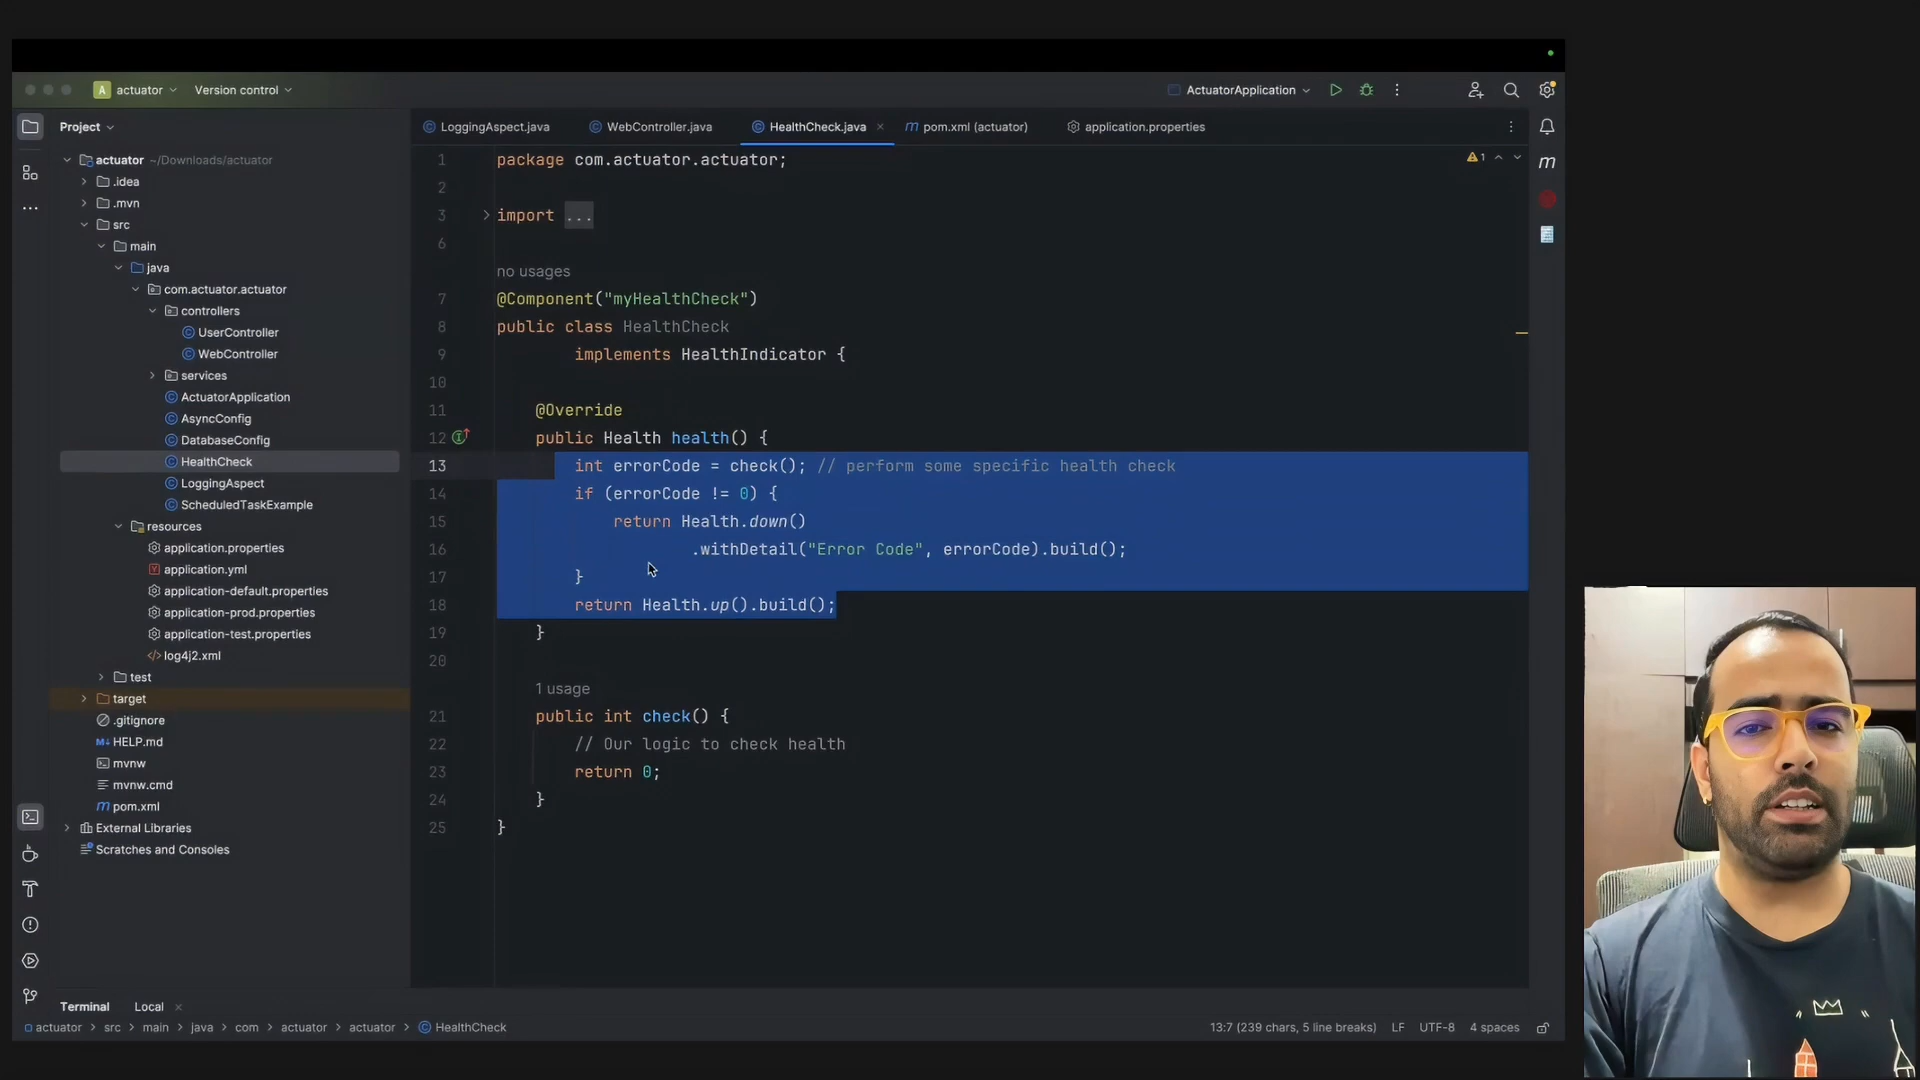 A actuator Version control
ActuatorApplication
Project
LoggingAspect.java WebController.java HealthCheck.java pom.xml (actuator) application.properties
actuator ~/Downloads/actuator
.idea
.mvn
src
main
java
com.actuator.actuator
controllers
UserController
WebController
services
ActuatorApplication
AsyncConfig
DatabaseConfig
HealthCheck
LoggingAspect
ScheduledTaskExample
resources
application.properties
application.yml
application-default.properties
application-prod.properties
application-test.properties
log4j2.xml
test
target
.gitignore
HELP.md
mvnw
mvnw.cmd
pom.xml
External Libraries
Scratches and Consoles
1 package com.actuator.actuator;
2
3 import ...
6
no usages
7 @Component("myHealthCheck")
8 public class HealthCheck
9 implements HealthIndicator {
10
11 @Override
12 public Health health() {
13 int errorCode = check(); // perform some specific health check
14 if (errorCode != 0) {
15 return Health.down()
16 .withDetail("Error Code", errorCode).build();
17 }
18 return Health.up().build();
19 }
20
1 usage
21 public int check() {
22 // Our logic to check health
23 return 0;
24 }
25 }
1
m
Terminal Local
actuator > src > main > java > com > actuator > actuator > HealthCheck
13:7 (239 chars, 5 line breaks) LF UTF-8 4 spaces